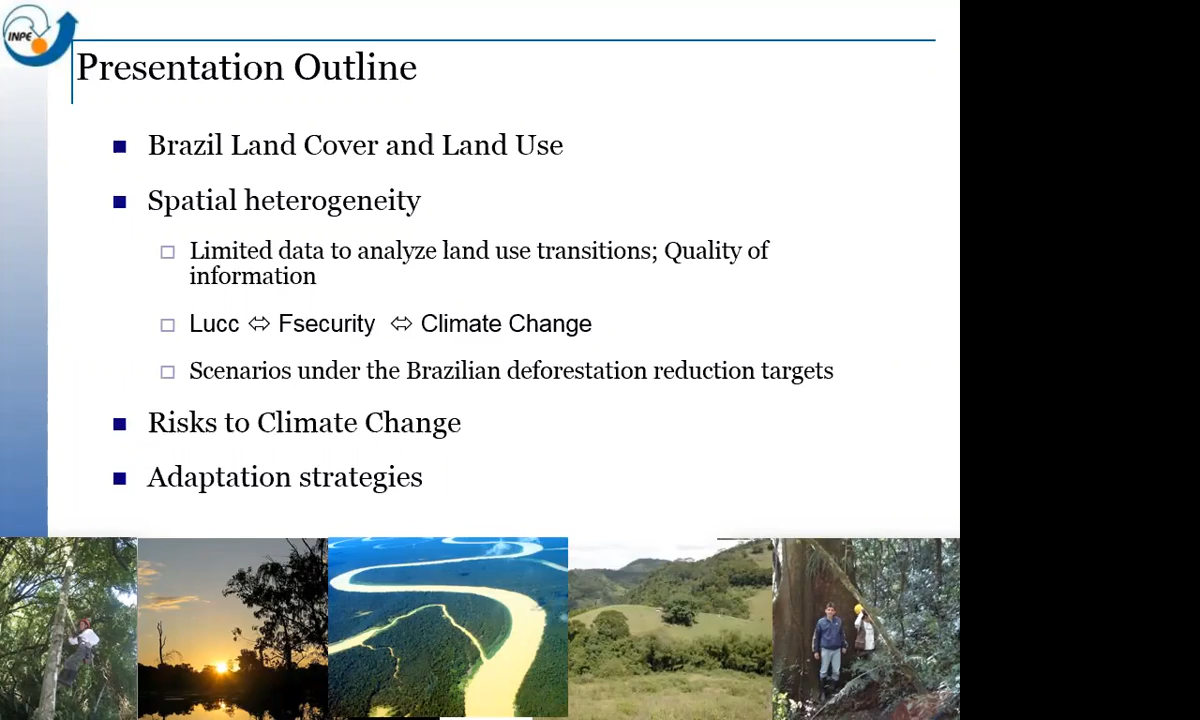 INPE
Presentation Outline
Brazil Land Cover and Land Use
Spatial heterogeneity
Limited data to analyze land use transitions; Quality of
information
Lucc ⇔ Fsecurity ⇔ Climate Change
Scenarios under the Brazilian deforestation reduction targets
Risks to Climate Change
Adaptation strategies